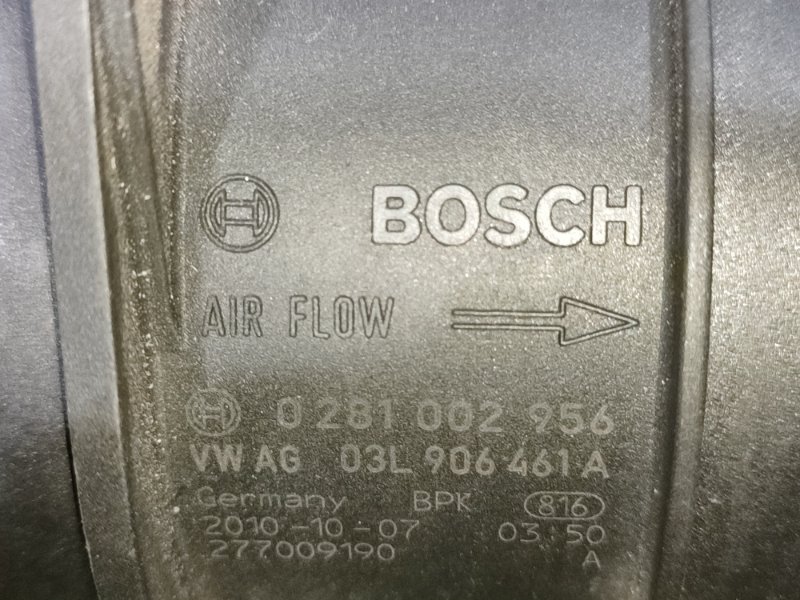 BOSCH
AIR FLOW
0 281 002 956
VW AG 03L 906 461 A
Germany BPK 816
2010-10-07 03:50
277009190 A